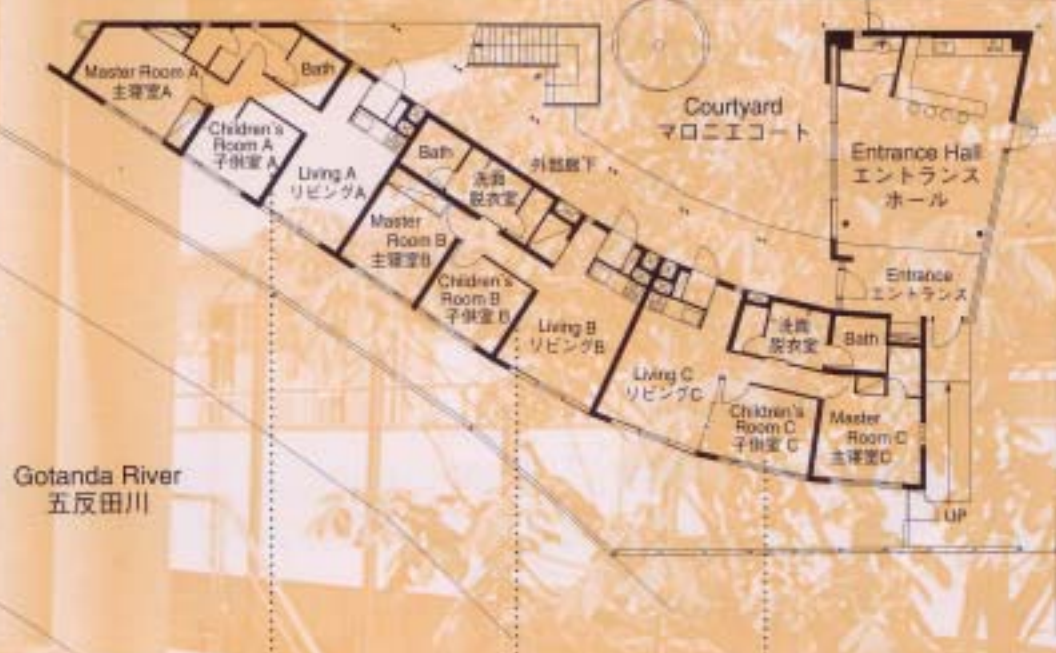 Master Room A
主寝室A
Bath
Children's
Room A
子供室 A
Living A
リビングA
Bath
洗面
脱衣室
外部廊下
Courtyard
マロニエコート
Entrance Hall
エントランス
ホール
Master
Room B
主寝室B
Children's
Room B
子供室 B
Living B
リビングB
Entrance
エントランス
Living C
リビングC
洗面
脱衣室
Bath
Children's
Room C
子供室 C
Master
Room C
主寝室C
Gotanda River
五反田川
UP